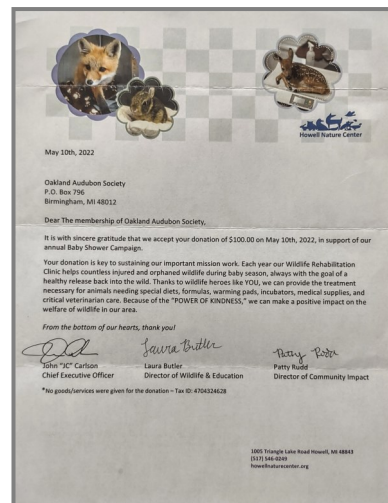 Howell Nature Center
May 10th, 2022
Oakland Audubon Society
P.O. Box 796
Birmingham, MI 48012
Dear The membership of Oakland Audubon Society,
It is with sincere gratitude that we accept your donation of $100.00 on May 10th, 2022, in support of our
annual Baby Shower Campaign.
Your donation is key to sustaining our important mission work. Each year our Wildlife Rehabilitation
Clinic helps countless injured and orphaned wildlife during baby season, always with the goal of a
healthy release back into the wild. Thanks to wildlife heroes like YOU, we can provide the treatment
necessary for animals needing special diets, formulas, warming pads, incubators, medical supplies, and
critical veterinarian care. Because of the "POWER OF KINDNESS," we can make a positive impact on the
welfare of wildlife in our area.
From the bottom of our hearts, thank you!
Laura Butler
Patty Rudd
John "JC" Carlson
Laura Butler
Patty Rudd
Chief Executive Officer
Director of Wildlife & Education
Director of Community Impact
*No goods/services were given for the donation – Tax ID: 4704324628
1005 Triangle Lake Road Howell, MI 48843
(517) 546-0249
howellnaturecenter.org